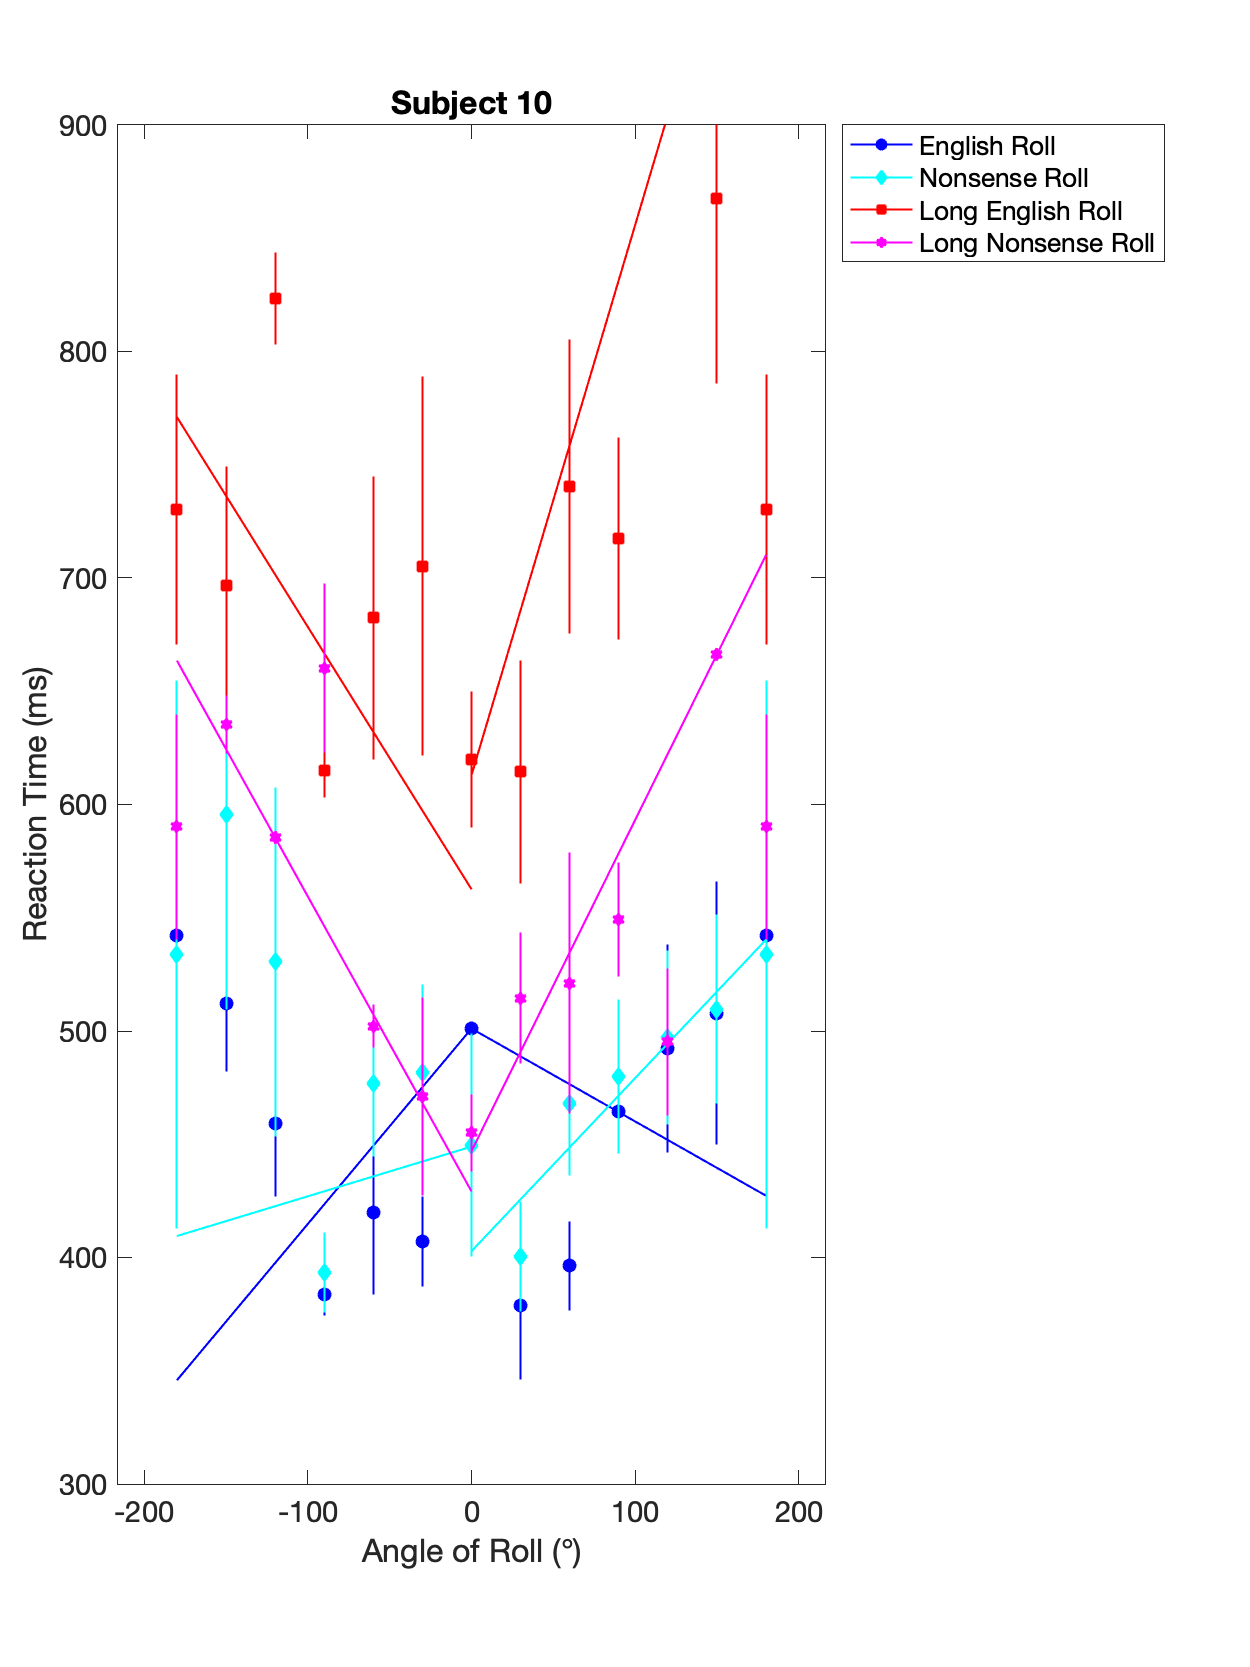 Subject 10
900
800
700
600
500
400
300
-200
-100
0
100
200
Reaction Time (ms)
Angle of Roll (°)
English Roll
Nonsense Roll
Long English Roll
Long Nonsense Roll